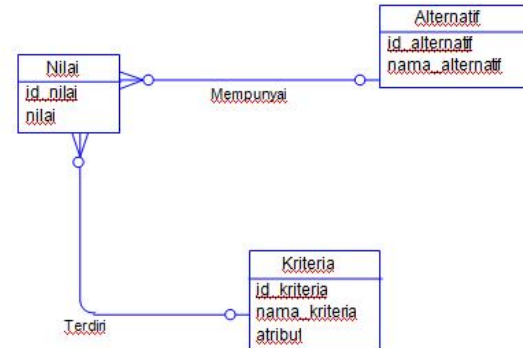 Alternatif
id_alternatif
nama_alternatif
Nilai
id_nilai
nilai
Mempunyai
Kriteria
id_kriteria
nama_kriteria
atribut
Terdiri